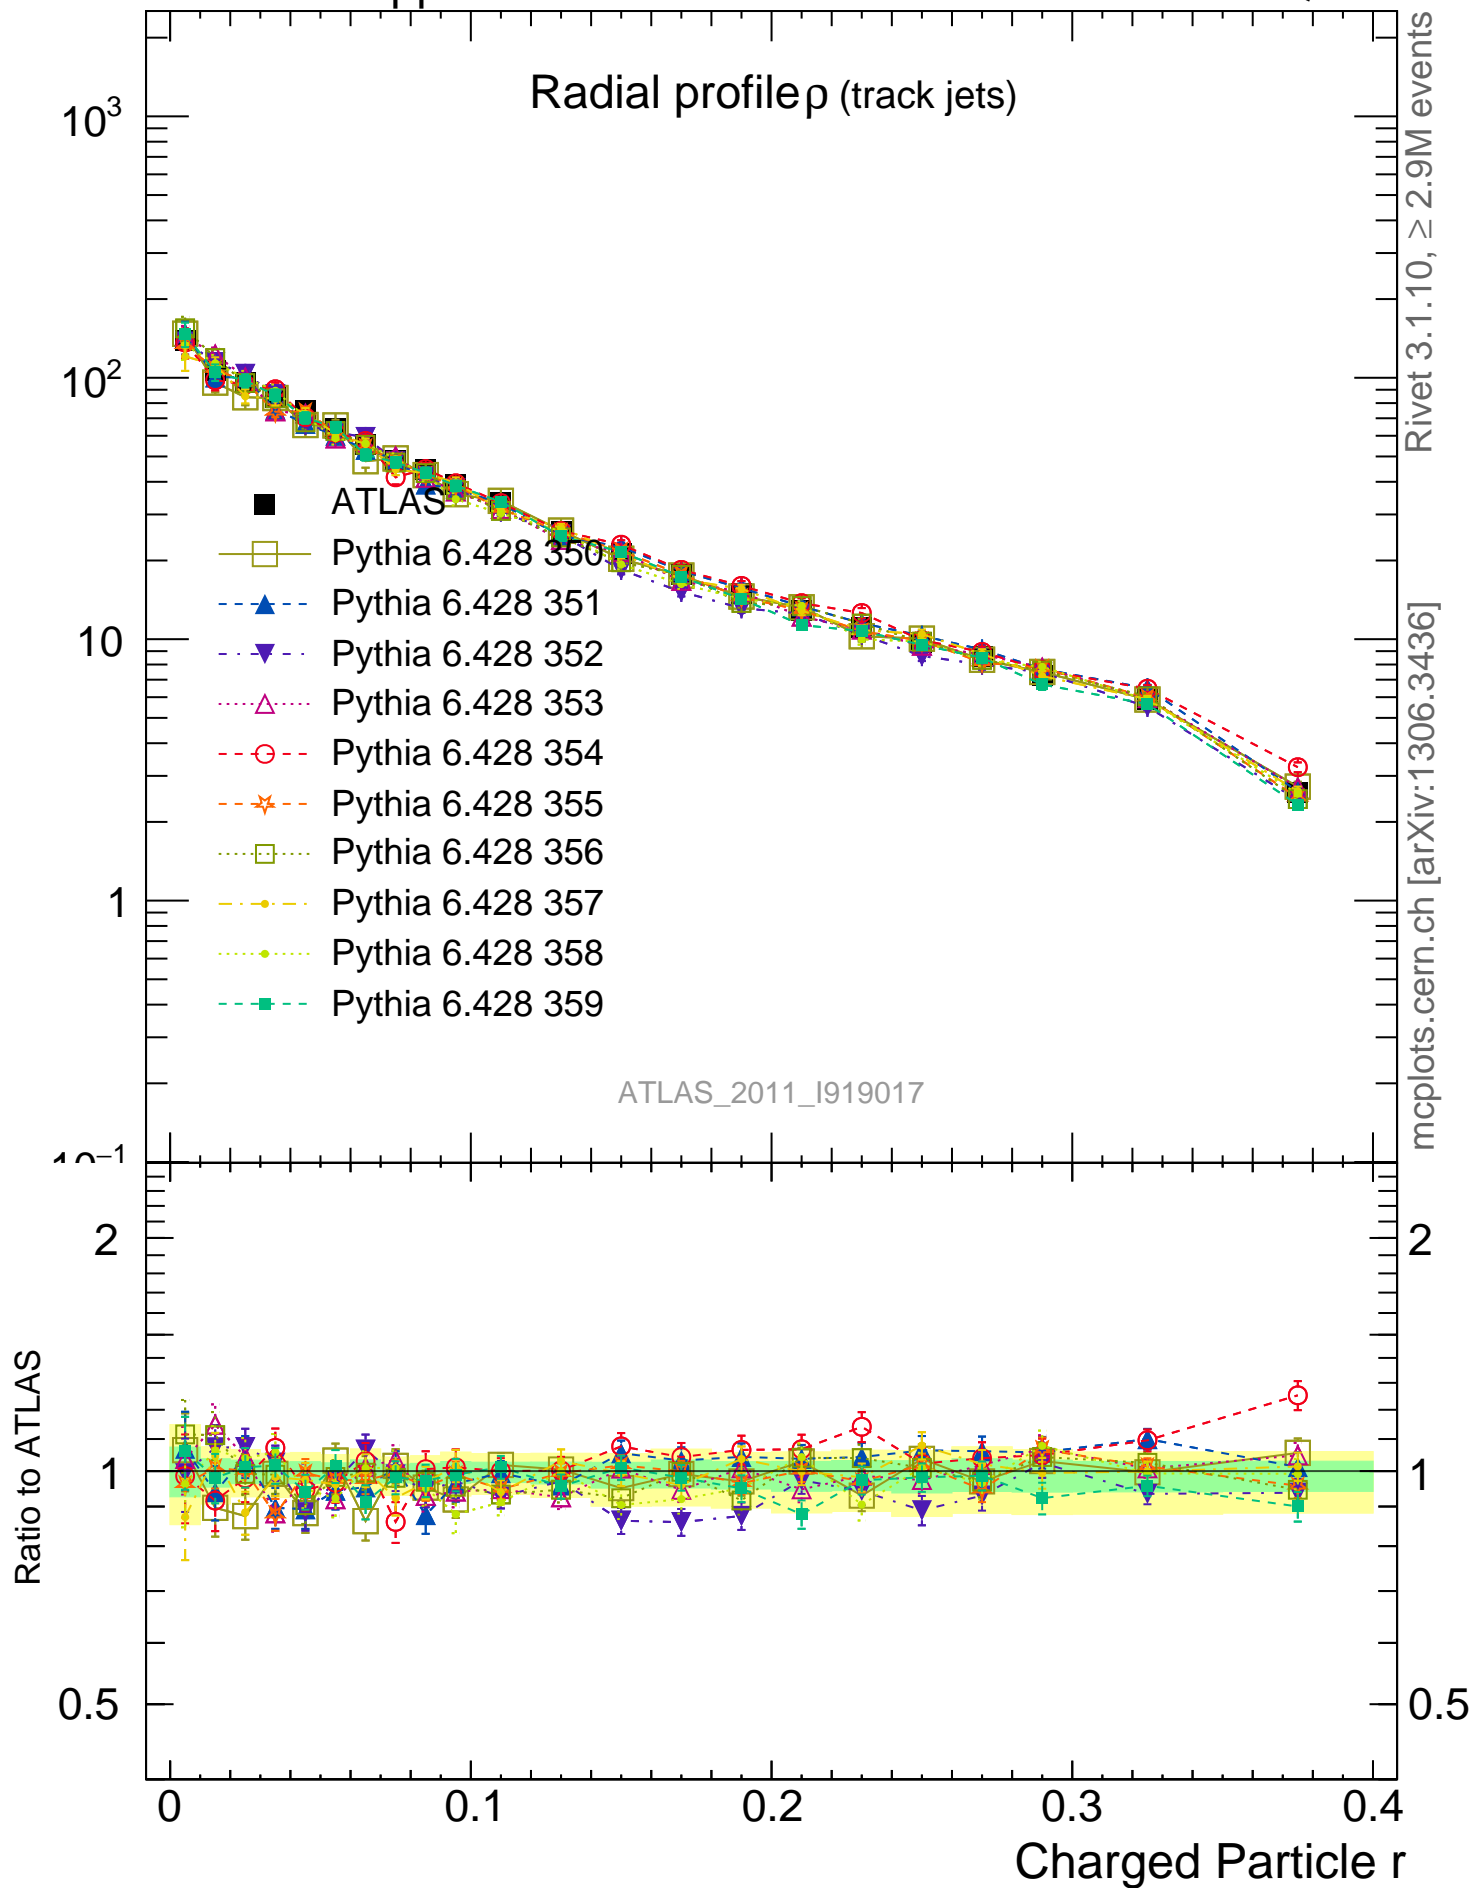 Radial profile ρ (track jets)
10³
10²
10
1
10⁻¹
ATLAS
Pythia 6.428 350
Pythia 6.428 351
Pythia 6.428 352
Pythia 6.428 353
Pythia 6.428 354
Pythia 6.428 355
Pythia 6.428 356
Pythia 6.428 357
Pythia 6.428 358
Pythia 6.428 359
ATLAS_2011_I919017
Rivet 3.1.10, ≥ 2.9M events
mcplots.cern.ch [arXiv:1306.3436]
Ratio to ATLAS
2
1
0.5
2
1
0.5
0 0.1 0.2 0.3 0.4
Charged Particle r